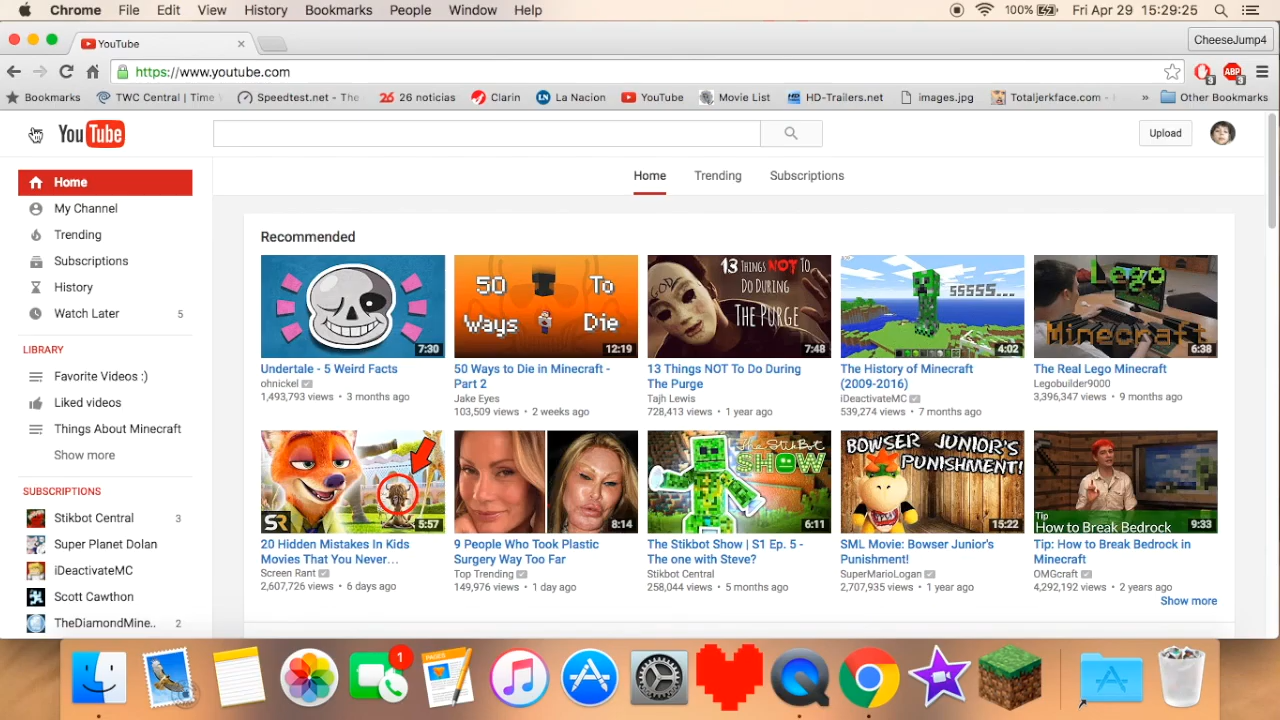 Chrome File Edit View History Bookmarks People Window Help 100% Fri Apr 29 15:29:25
YouTube CheeseJump4
https://www.youtube.com 3 ABP 3
Bookmarks TWC Central | Time Speedtest.net - The 26 26 noticias Clarin LN La Nacion YouTube Movie List HD HD-Trailers.net images.jpg Totaljerkface.com - » Other Bookmarks
YouTube Upload
Home Trending Subscriptions
Home
My Channel
Trending
Subscriptions
History
Watch Later 5
LIBRARY
Favorite Videos :)
Liked videos
Things About Minecraft
Show more
SUBSCRIPTIONS
Stikbot Central 3
Super Planet Dolan
iDeactivateMC
Scott Cawthon
TheDiamondMine.. 2
Recommended
7:30
50 To
Ways Die
12:19
13 THINGS NOT TO
DO DURING
THE PURGE
GOD
7:48
SSSSS...
4:02
Lego
Minecraft
6:38
Undertale - 5 Weird Facts
ohnickel
1,493,793 views • 3 months ago
50 Ways to Die in Minecraft -
Part 2
Jake Eyes
103,509 views • 2 weeks ago
13 Things NOT To Do During
The Purge
Tajh Lewis
728,413 views • 1 year ago
The History of Minecraft
(2009-2016)
iDeactivateMC
539,274 views • 7 months ago
The Real Lego Minecraft
Legobuilder9000
3,396,347 views • 9 months ago
SR
5:57
8:14
THE STIKBOT
SHOW
6:11
BOWSER JUNIOR'S
PUNISHMENT!
15:22
Tip
How to Break Bedrock
9:33
20 Hidden Mistakes In Kids
Movies That You Never…
Screen Rant
2,607,726 views • 6 days ago
9 People Who Took Plastic
Surgery Way Too Far
Top Trending
149,976 views • 1 day ago
The Stikbot Show | S1 Ep. 5 -
The one with Steve?
Stikbot Central
258,044 views • 5 months ago
SML Movie: Bowser Junior's
Punishment!
SuperMarioLogan
2,707,935 views • 1 year ago
Tip: How to Break Bedrock in
Minecraft
OMGcraft
4,292,192 views • 2 years ago
Show more
1
PAGES